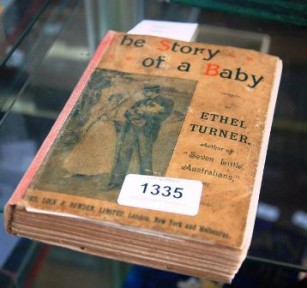 he Story
of a Baby
ETHEL
TURNER.
Author of
"Seven Little
Australians,"
1335
LOCK & BOWDEN, LIMITED, London, New York and Melbourne.